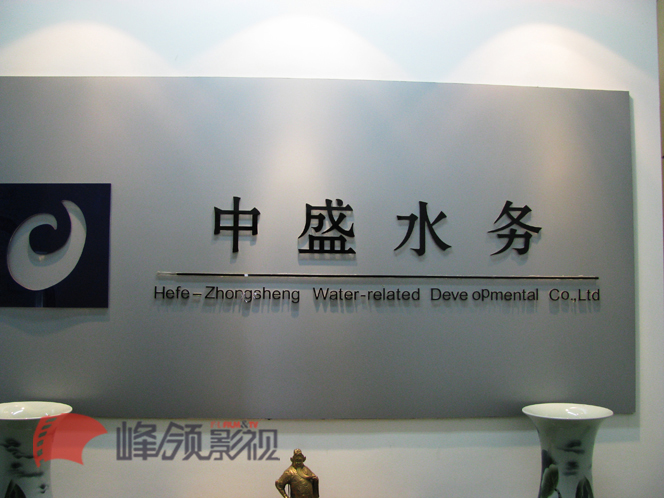 中盛水务
Hefe-Zhongsheng Water-related Deve oPmental Co.,Ltd
峰领影视